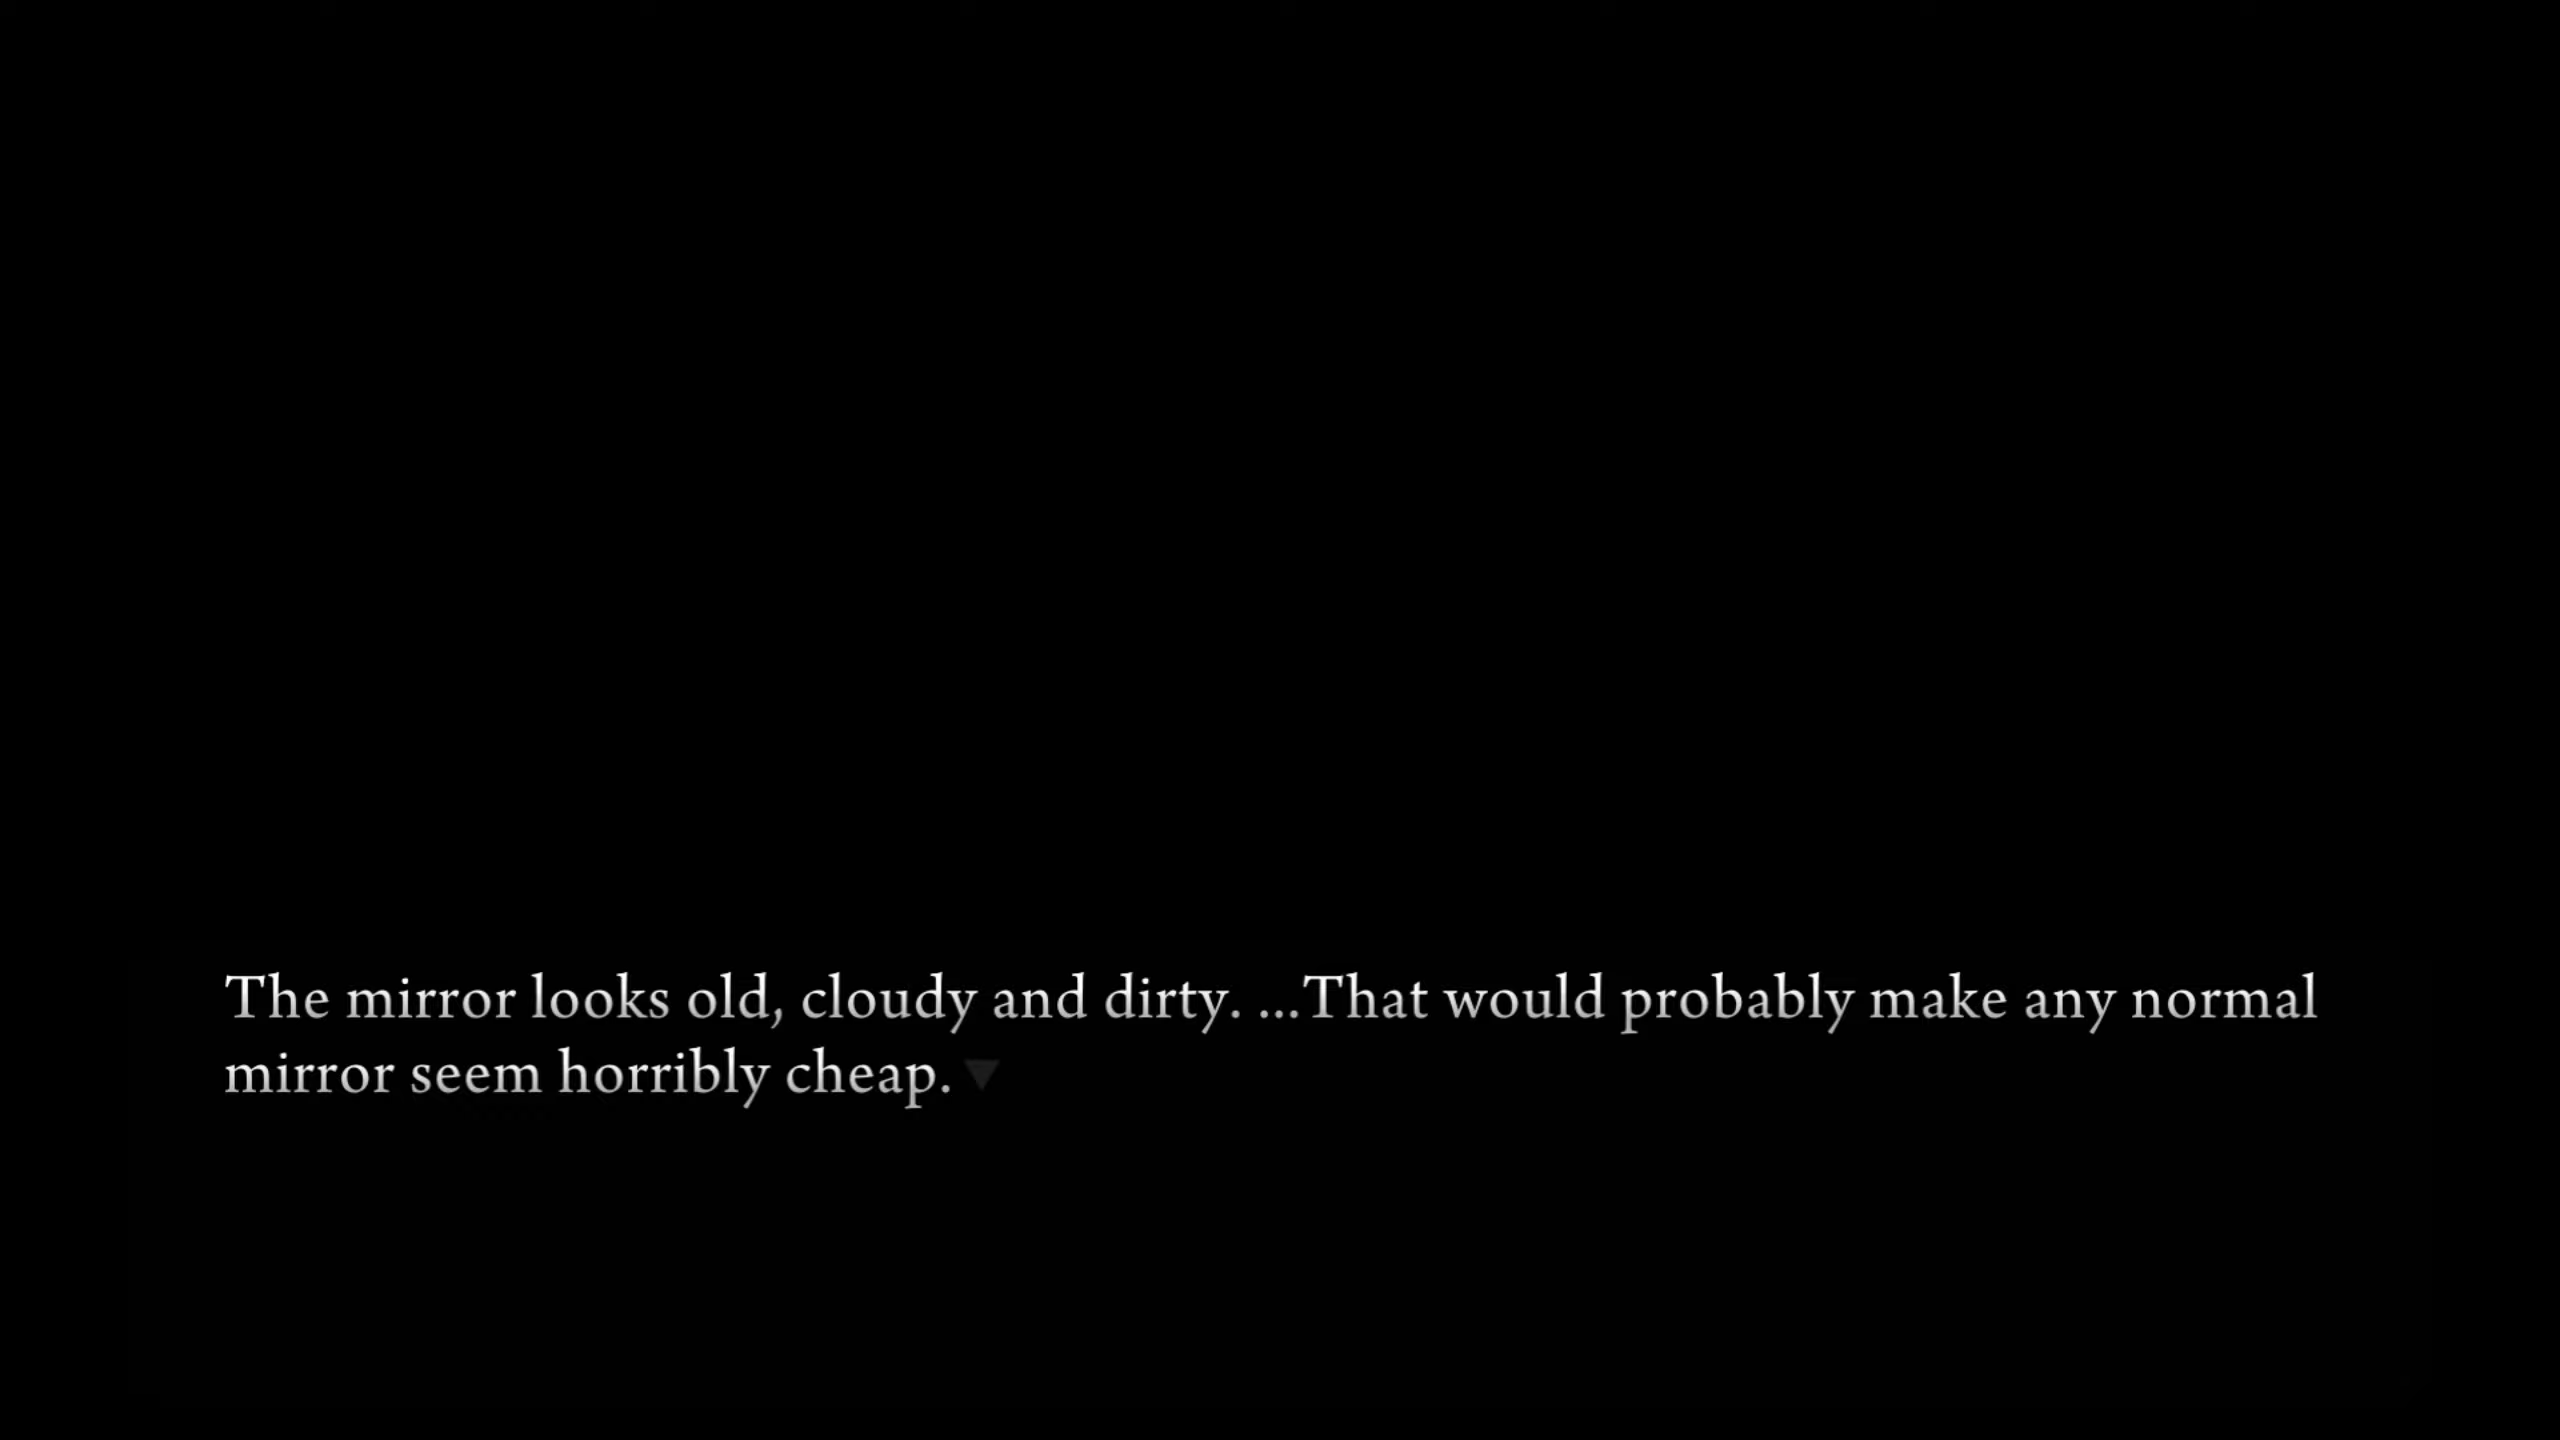 The mirror looks old, cloudy and dirty. ...That would probably make any normal
mirror seem horribly cheap.